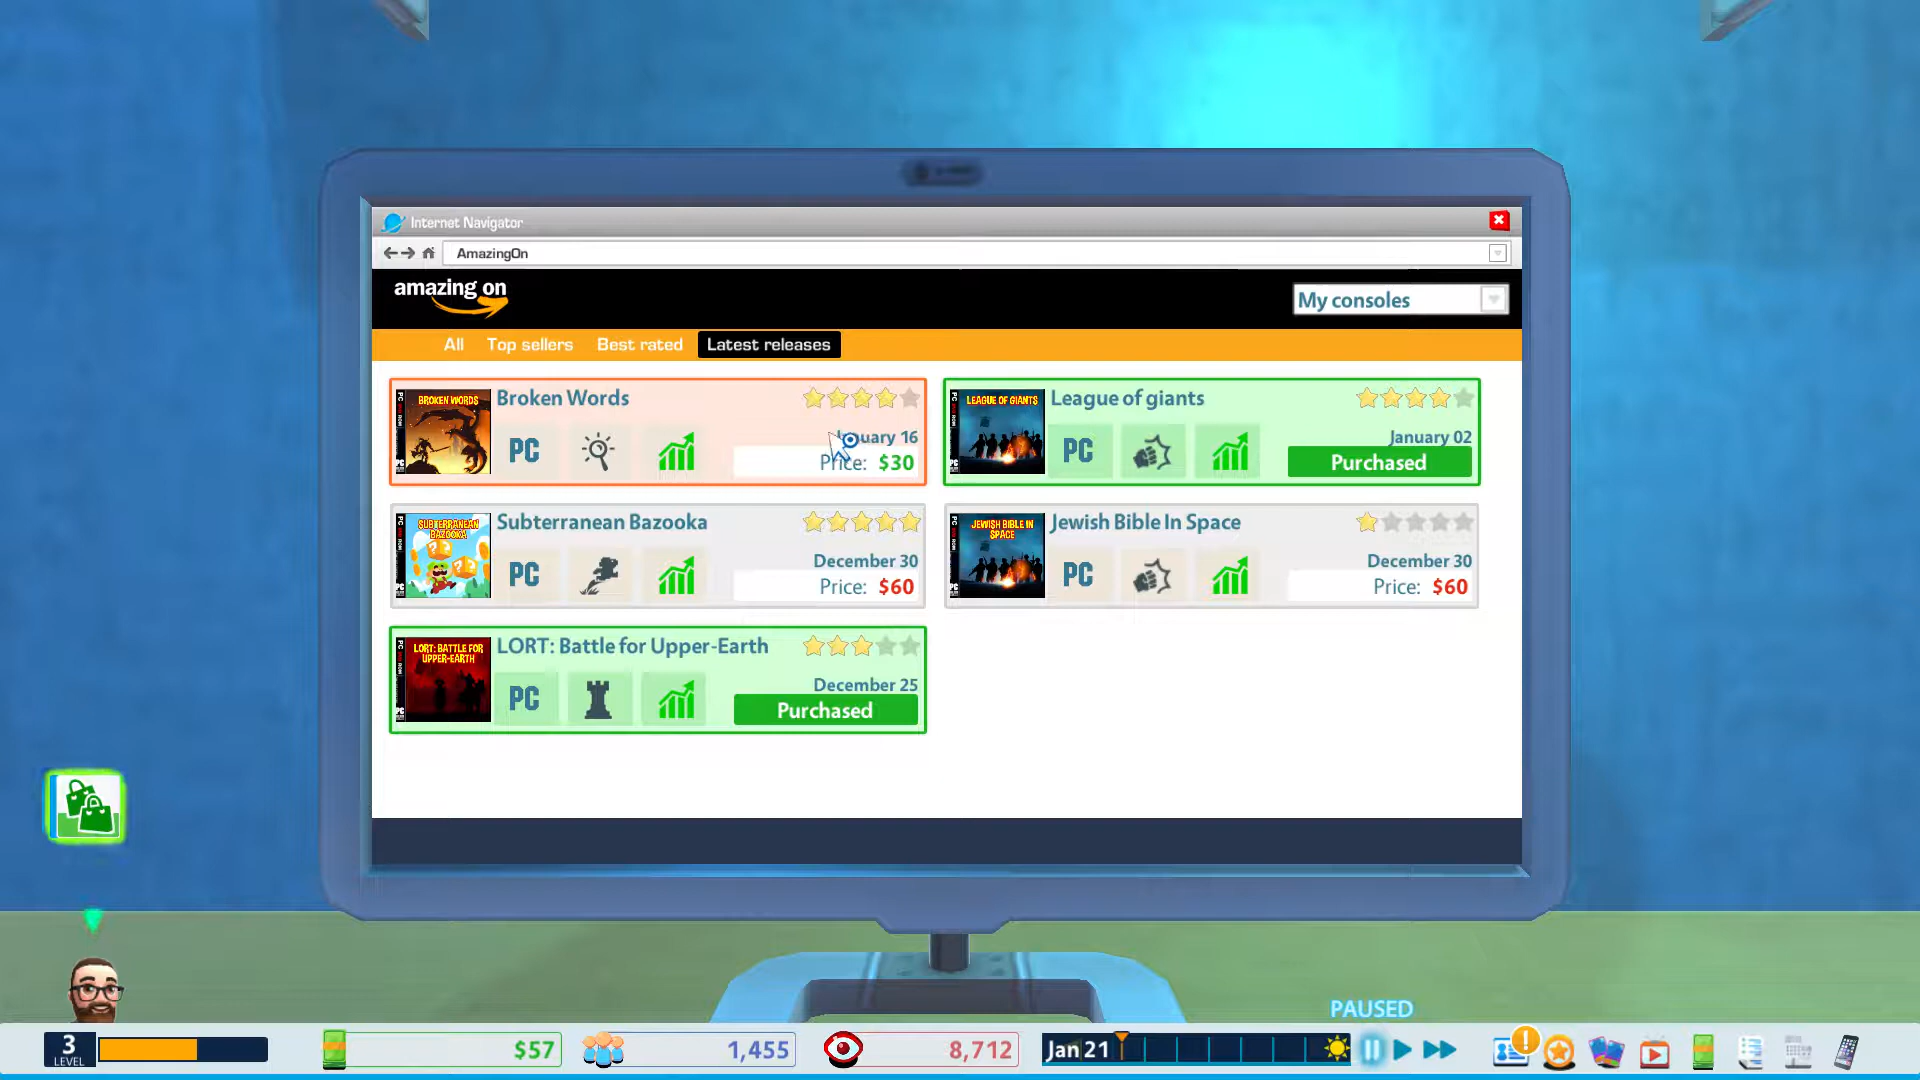 Internet Navigator
AmazingOn
amazing on
My consoles
All Top sellers Best rated Latest releases
BROKEN WORDS
Broken Words
PC
January 16
Price: $30
LEAGUE OF GIANTS
League of giants
PC
January 02
Purchased
SUBTERRANEAN
BAZOOKA
Subterranean Bazooka
PC
December 30
Price: $60
JEWISH BIBLE IN
SPACE
Jewish Bible In Space
PC
December 30
Price: $60
LORT: BATTLE FOR
UPPER-EARTH
LORT: Battle for Upper-Earth
PC
December 25
Purchased
PAUSED
3
LEVEL
$57
1,455
8,712
Jan 21